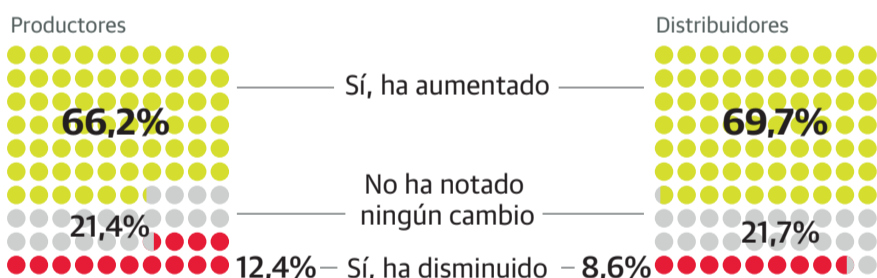 Productores
Distribuidores
Sí, ha aumentado
66,2%
69,7%
No ha notado
ningún cambio
21,4%
21,7%
12,4%
Sí, ha disminuido
8,6%